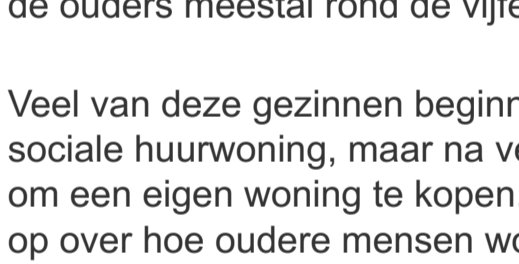 de ouders meestal rond de
Veel van deze gezinnen
sociale huurwoning, maar na
om een eigen woning te kopen
op over hoe oudere mensen